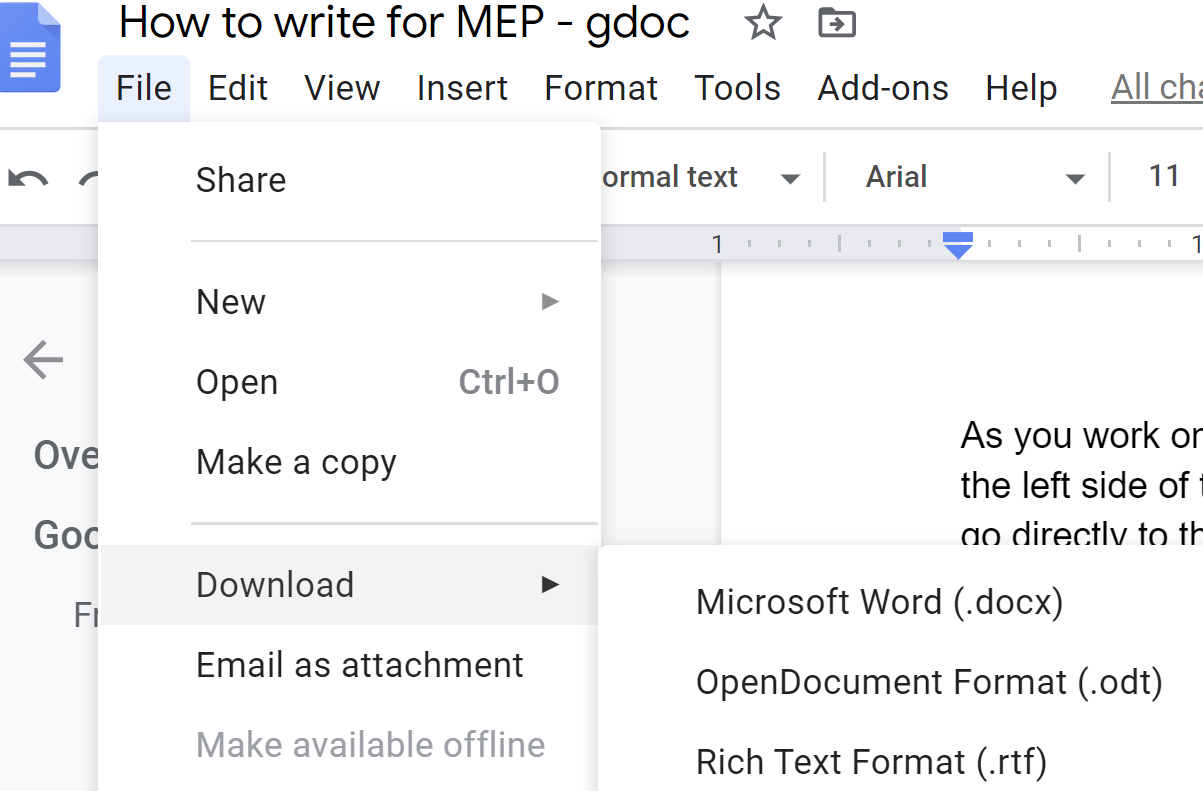 How to write for MEP - gdoc
File Edit View Insert Format Tools Add-ons Help All cha
ormal text Arial 11
Share
1 1
New
Open Ctrl+O
Make a copy
Ove
Goo
Fr
As you work on
the left side of t
go directly to th
Download
Microsoft Word (.docx)
Email as attachment
OpenDocument Format (.odt)
Make available offline
Rich Text Format (.rtf)